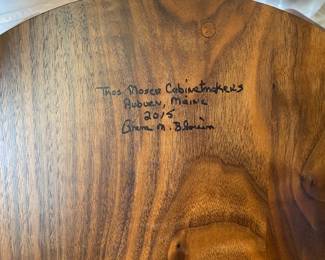 Thos Moser Cabinetmakers
Auburn, Maine
2015
M.